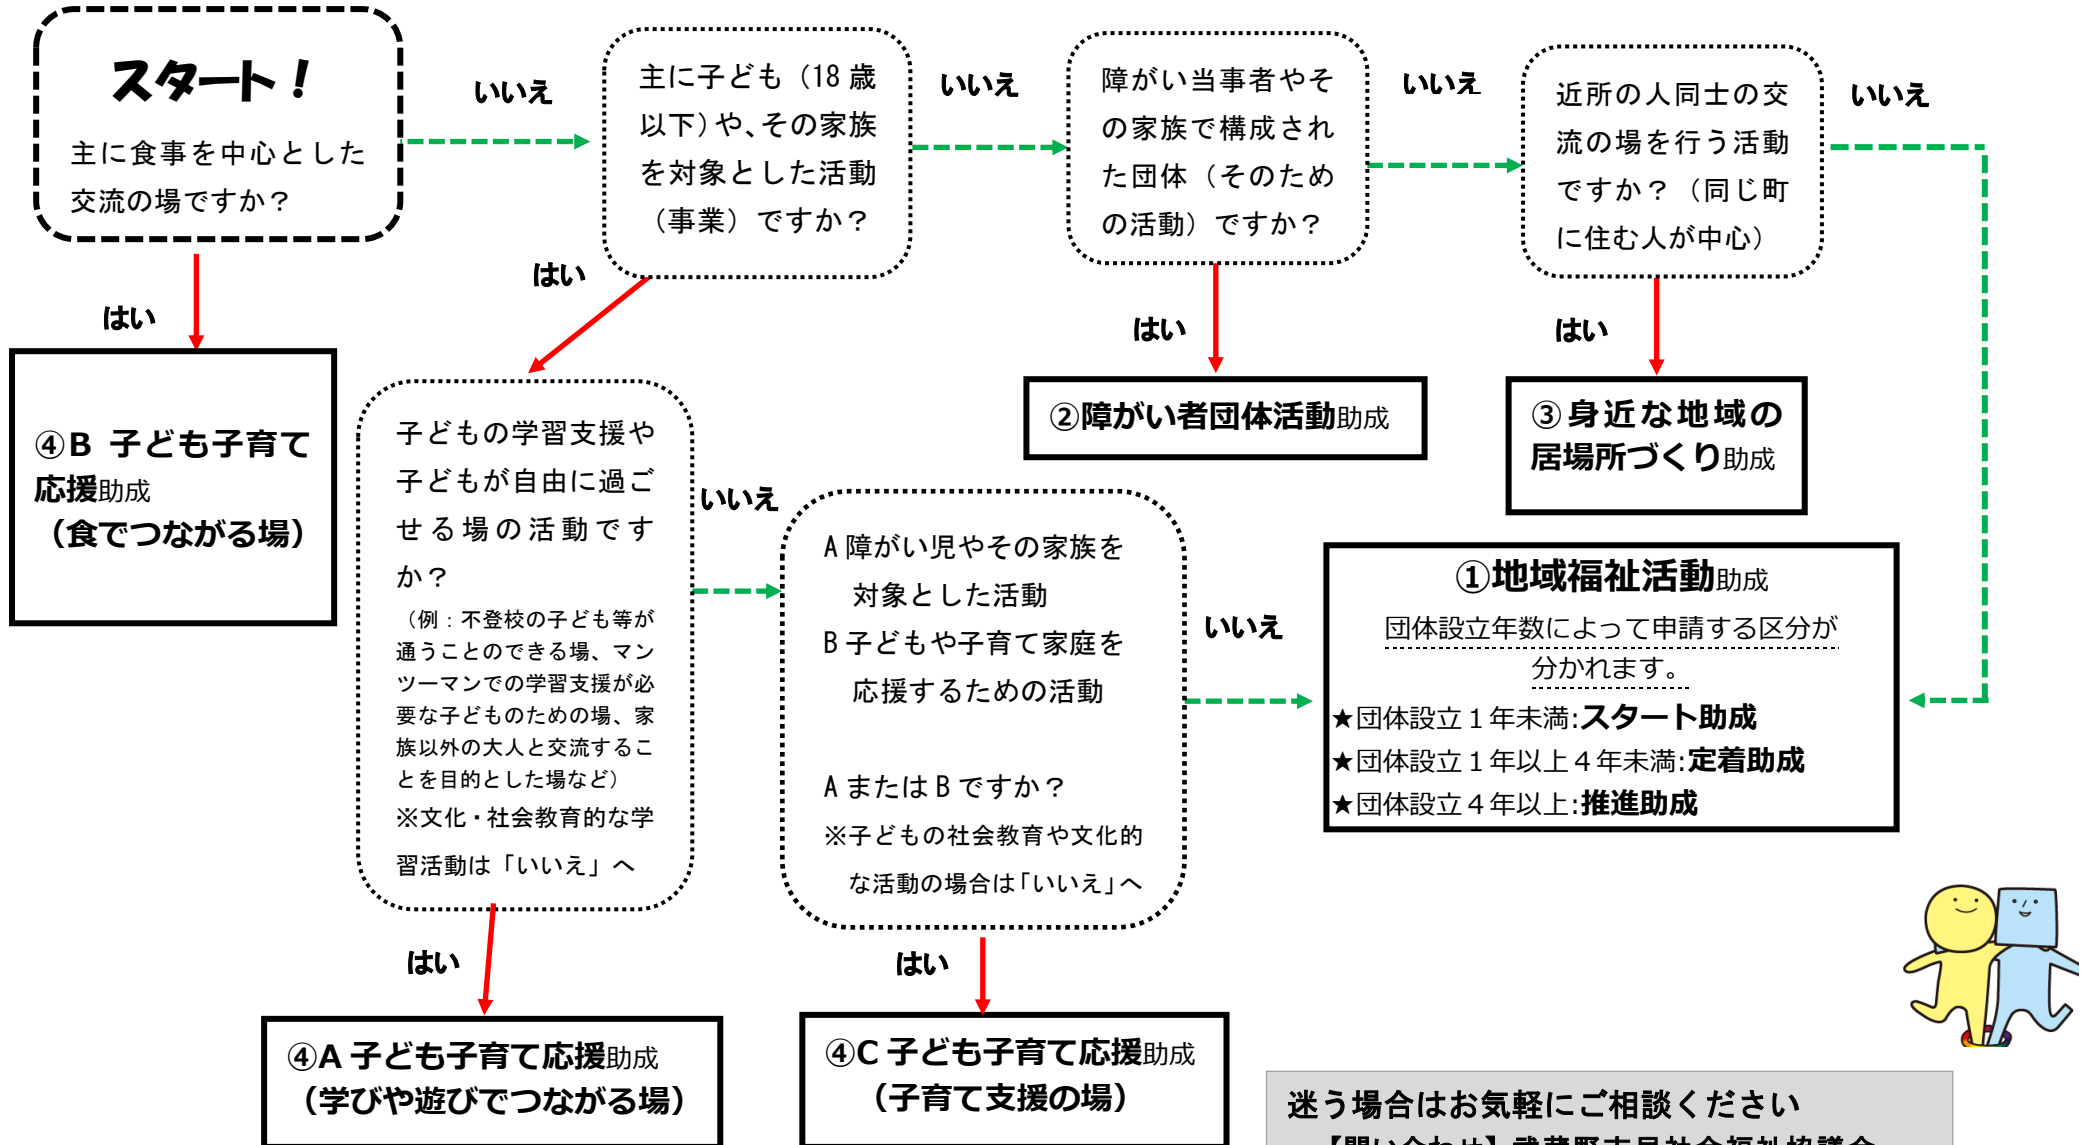 スタート！
主に食事を中心とした
交流の場ですか？
いいえ
主に子ども（18 歳
以下）や、その家族
を対象とした活動
（事業）ですか？
いいえ
障がい当事者やそ
の家族で構成され
た団体（そのため
の活動）ですか？
いいえ
近所の人同士の交
流の場を行う活動
ですか？（同じ町
に住む人が中心）
いいえ
はい
はい
はい
はい
④B 子ども子育て
応援助成
（食でつながる場）
子どもの学習支援や
子どもが自由に過ご
せる場の活動です
か？
（例：不登校の子ども等が
通うことのできる場、マン
ツーマンでの学習支援が必
要な子どものための場、家
族以外の大人と交流するこ
とを目的とした場など）
※文化・社会教育的な学
習活動は「いいえ」へ
いいえ
A 障がい児やその家族を
対象とした活動
B 子どもや子育て家庭を
応援するための活動
A または B ですか？
※子どもの社会教育や文化的
な活動の場合は「いいえ」へ
いいえ
②障がい者団体活動助成
③身近な地域の
居場所づくり助成
①地域福祉活動助成
団体設立年数によって申請する区分が
分かれます。
★団体設立１年未満:スタート助成
★団体設立１年以上４年未満:定着助成
★団体設立４年以上:推進助成
はい
はい
④A 子ども子育て応援助成
（学びや遊びでつながる場）
④C 子ども子育て応援助成
（子育て支援の場）
迷う場合はお気軽にご相談ください
【問い合わせ】武蔵野市民社会福祉協議会